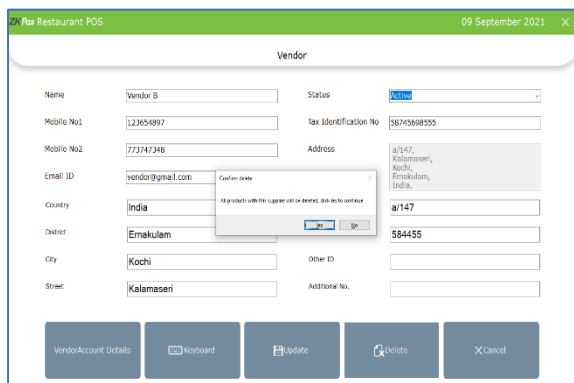 ZKPos Restaurant POS 09 September 2021 X
Vendor
Name Vendor B Status Active
Mobile No1 123654897 Tax Identification No 58745698555
Mobile No2 773747348 Address a/147,
Kalamaseri,
Kochi,
Ernakulam,
India,
Email ID vendor@gmail.com
Confirm delete
All products with this supplier will be deleted, click Yes to continue
Yes No
Country India a/147
District Ernakulam 584455
City Kochi Other ID
Street Kalamaseri Additional No.
VendorAccount Details Keyboard Update Delete Cancel